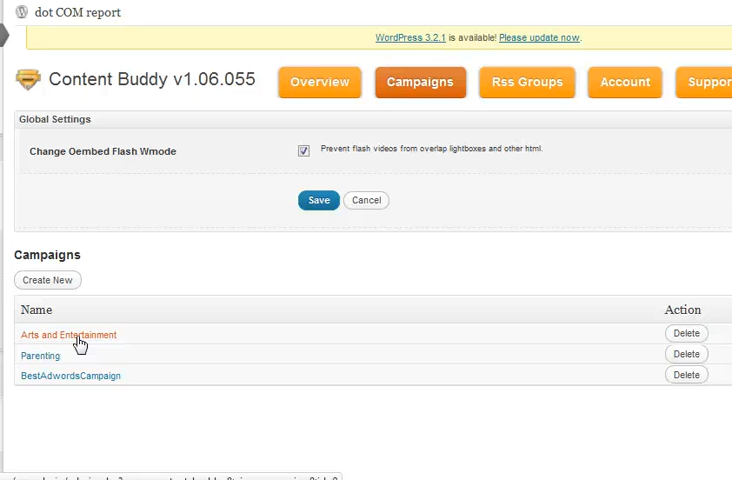 dot COM report
WordPress 3.2.1 is available! Please update now.
Content Buddy v1.06.055
Overview
Campaigns
Rss Groups
Account
Suppor
Global Settings
Change Oembed Flash Wmode
Prevent flash videos from overlap lightboxes and other html.
Save
Cancel
Campaigns
Create New
Name
Action
Arts and Entertainment
Delete
Parenting
Delete
BestAdwordsCampaign
Delete